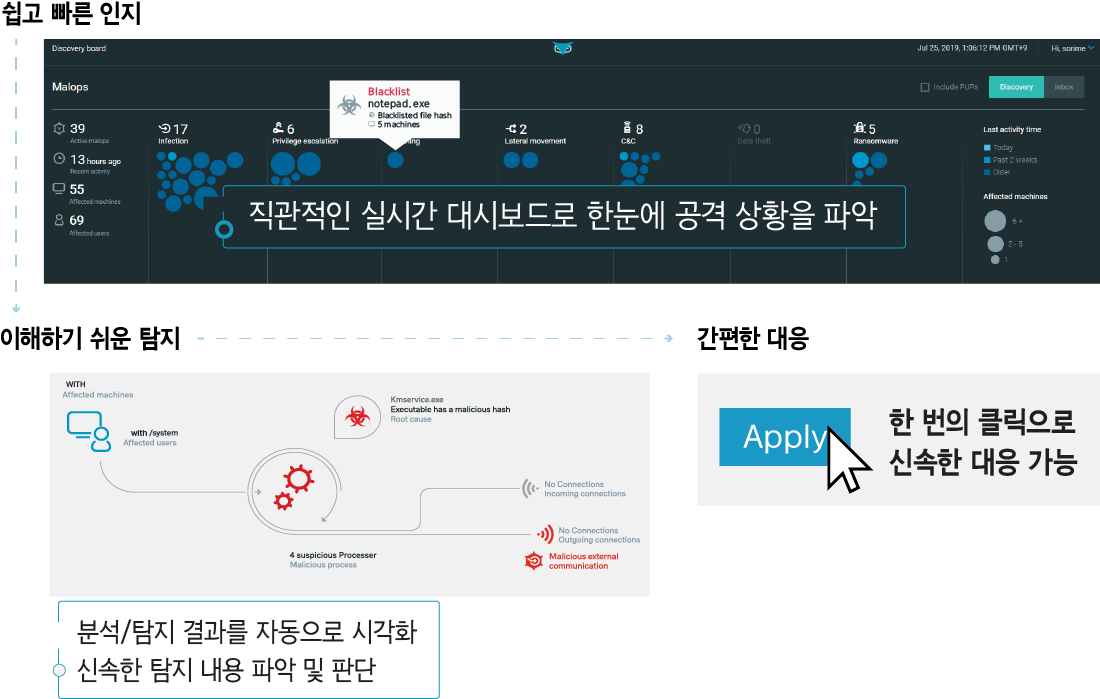 쉽고 빠른 인지
Discovery board
Jul 25, 2019, 1:06:12 PM GMT+9
Hi, sorime
Malops
Include PUPs
Discovery
Inbox
Blacklist
notepad.exe
Blacklisted file hash
5 machines
39
Active malops
13 hours ago
Recent activity
55
Affected machines
69
Affected users
17
Infection
6
Privilege escalation
2
Lateral movement
8
C&C
0
Data theft
5
Ransomware
Last activity time
Today
Past 2 weeks
Older
Affected machines
6 +
2 - 5
1
직관적인 실시간 대시보드로 한눈에 공격 상황을 파악
이해하기 쉬운 탐지
간편한 대응
WITH
Affected machines
with /system
Affected users
Kmservice.exe
Executable has a malicious hash
Root cause
No Connections
Incoming connections
No Connections
Outgoing connections
Malicious external
communication
4 suspicious Processer
Malicious process
분석/탐지 결과를 자동으로 시각화
신속한 탐지 내용 파악 및 판단
Apply
한 번의 클릭으로
신속한 대응 가능